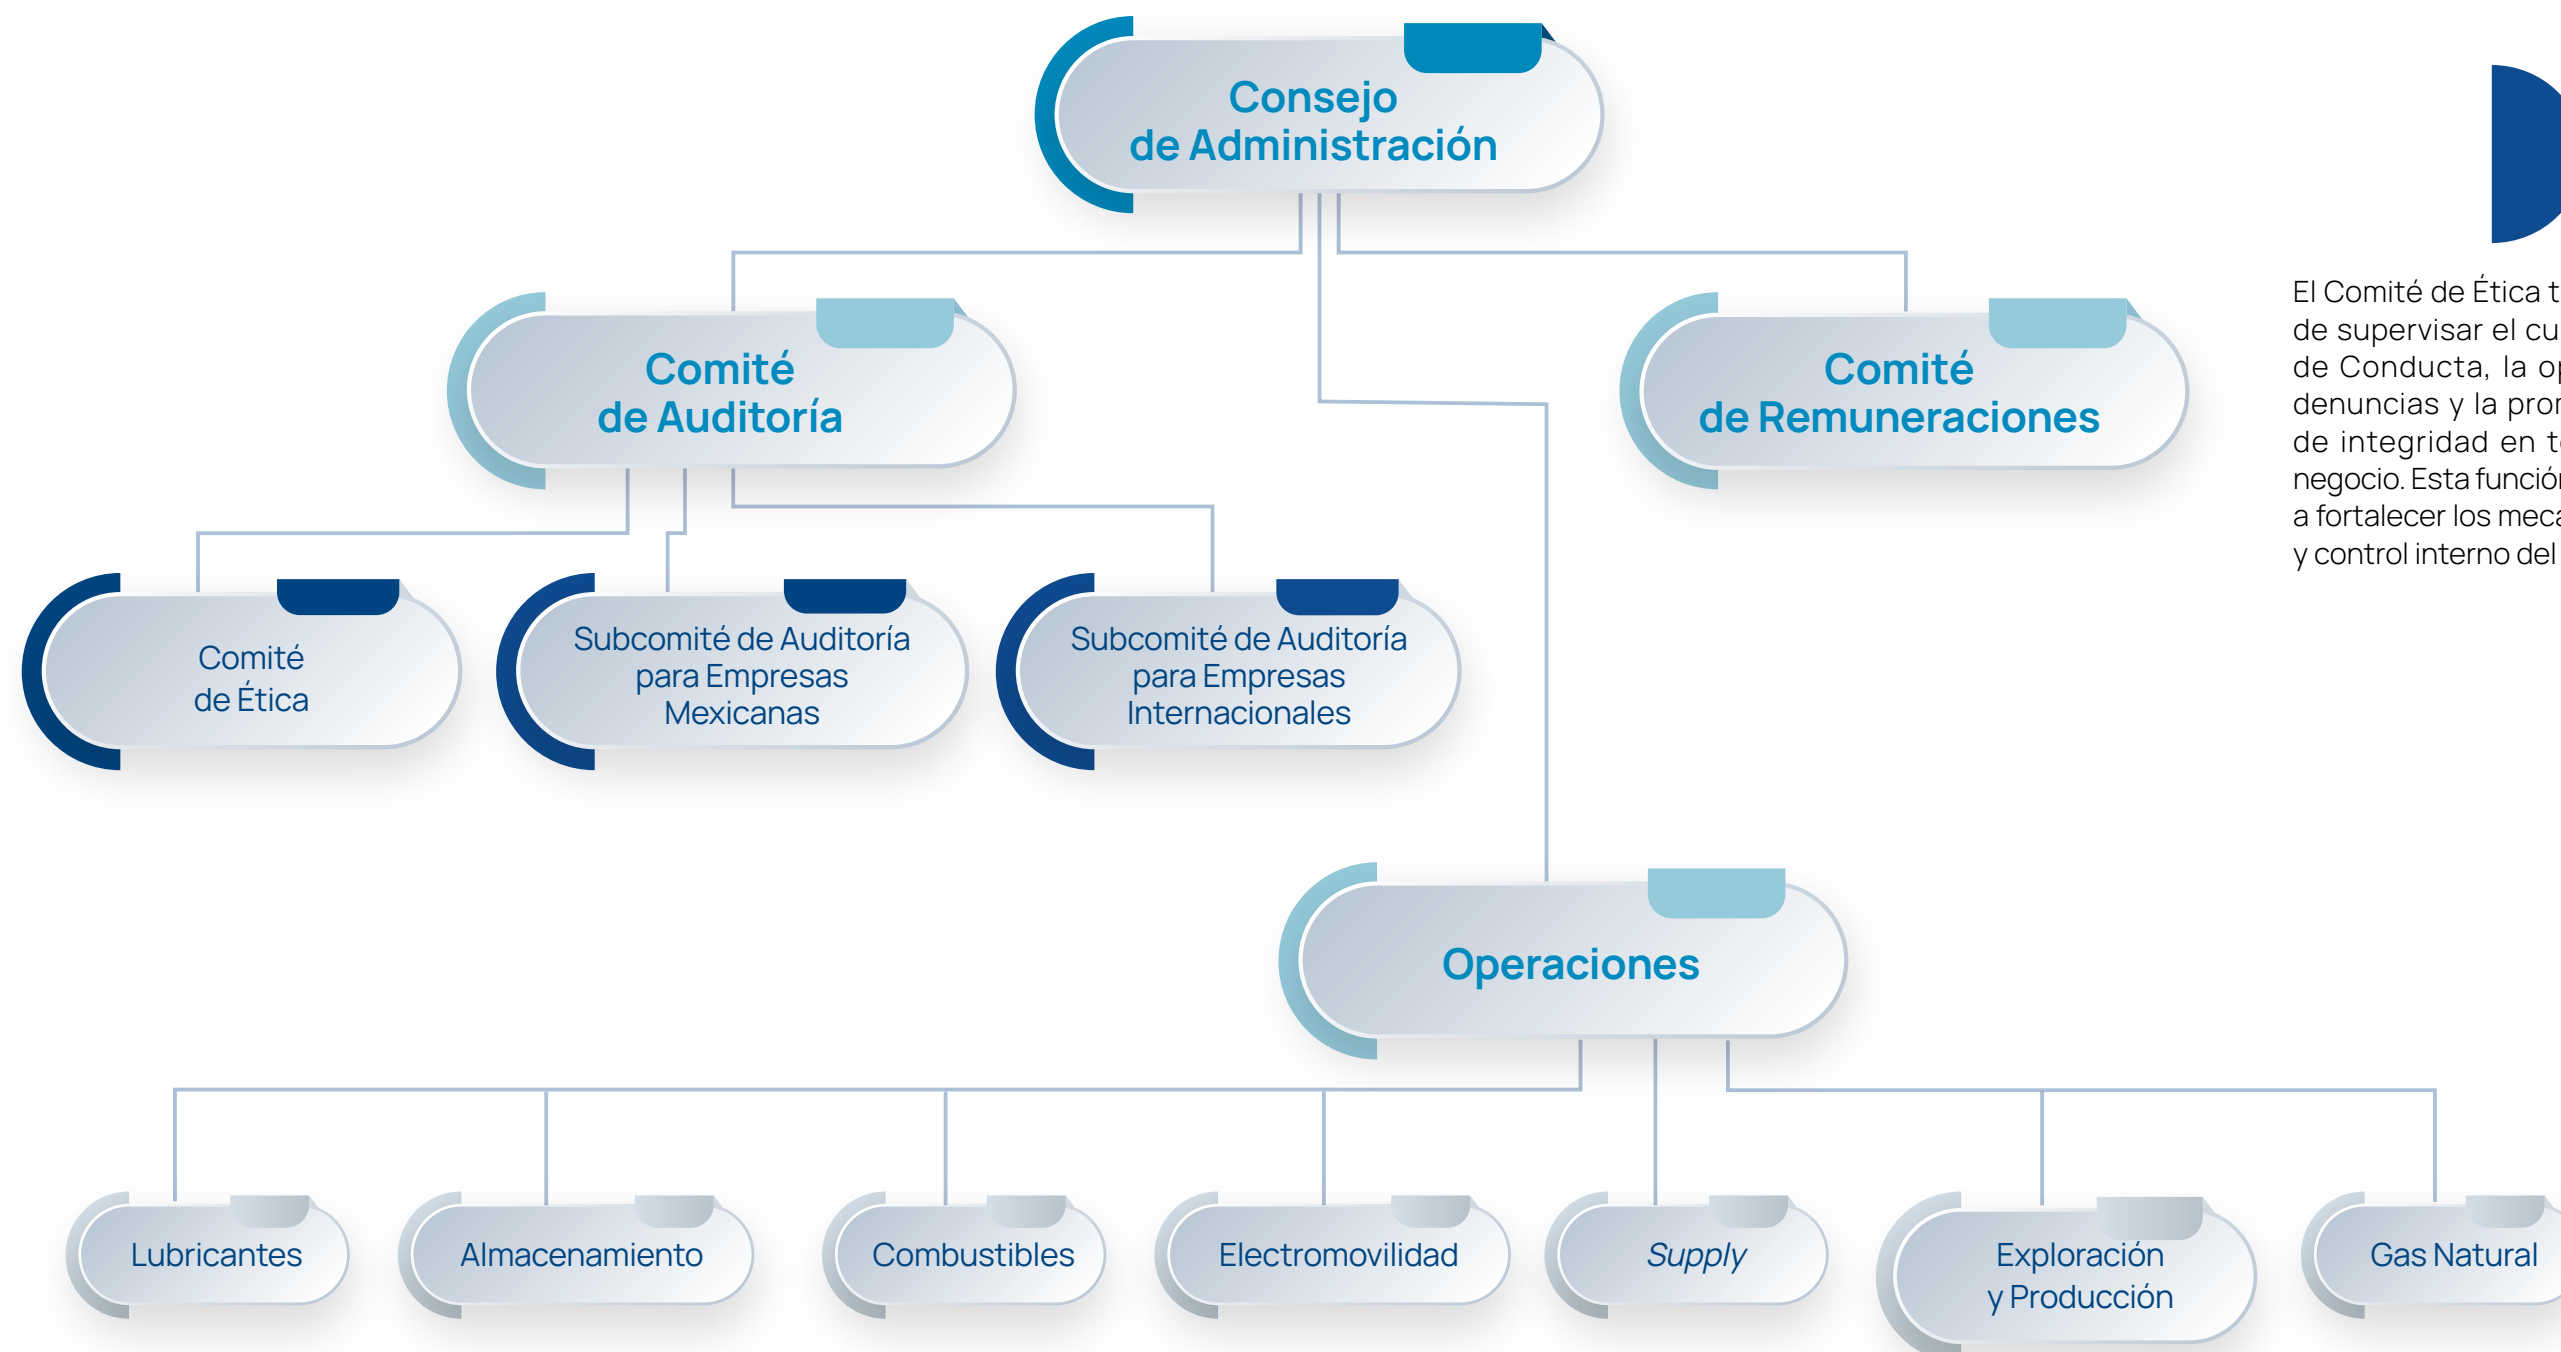 Consejo
de Administración
Comité
de Auditoría
Comité
de Remuneraciones
El Comité de Ética
de supervisar el
de Conducta, la
denuncias y la
de integridad en
negocio. Esta función
a fortalecer los
y control interno del
Comité
de Ética
Subcomité de Auditoría
para Empresas
Mexicanas
Subcomité de Auditoría
para Empresas
Internacionales
Operaciones
Lubricantes
Almacenamiento
Combustibles
Electromovilidad
Supply
Exploración
y Producción
Gas Natural